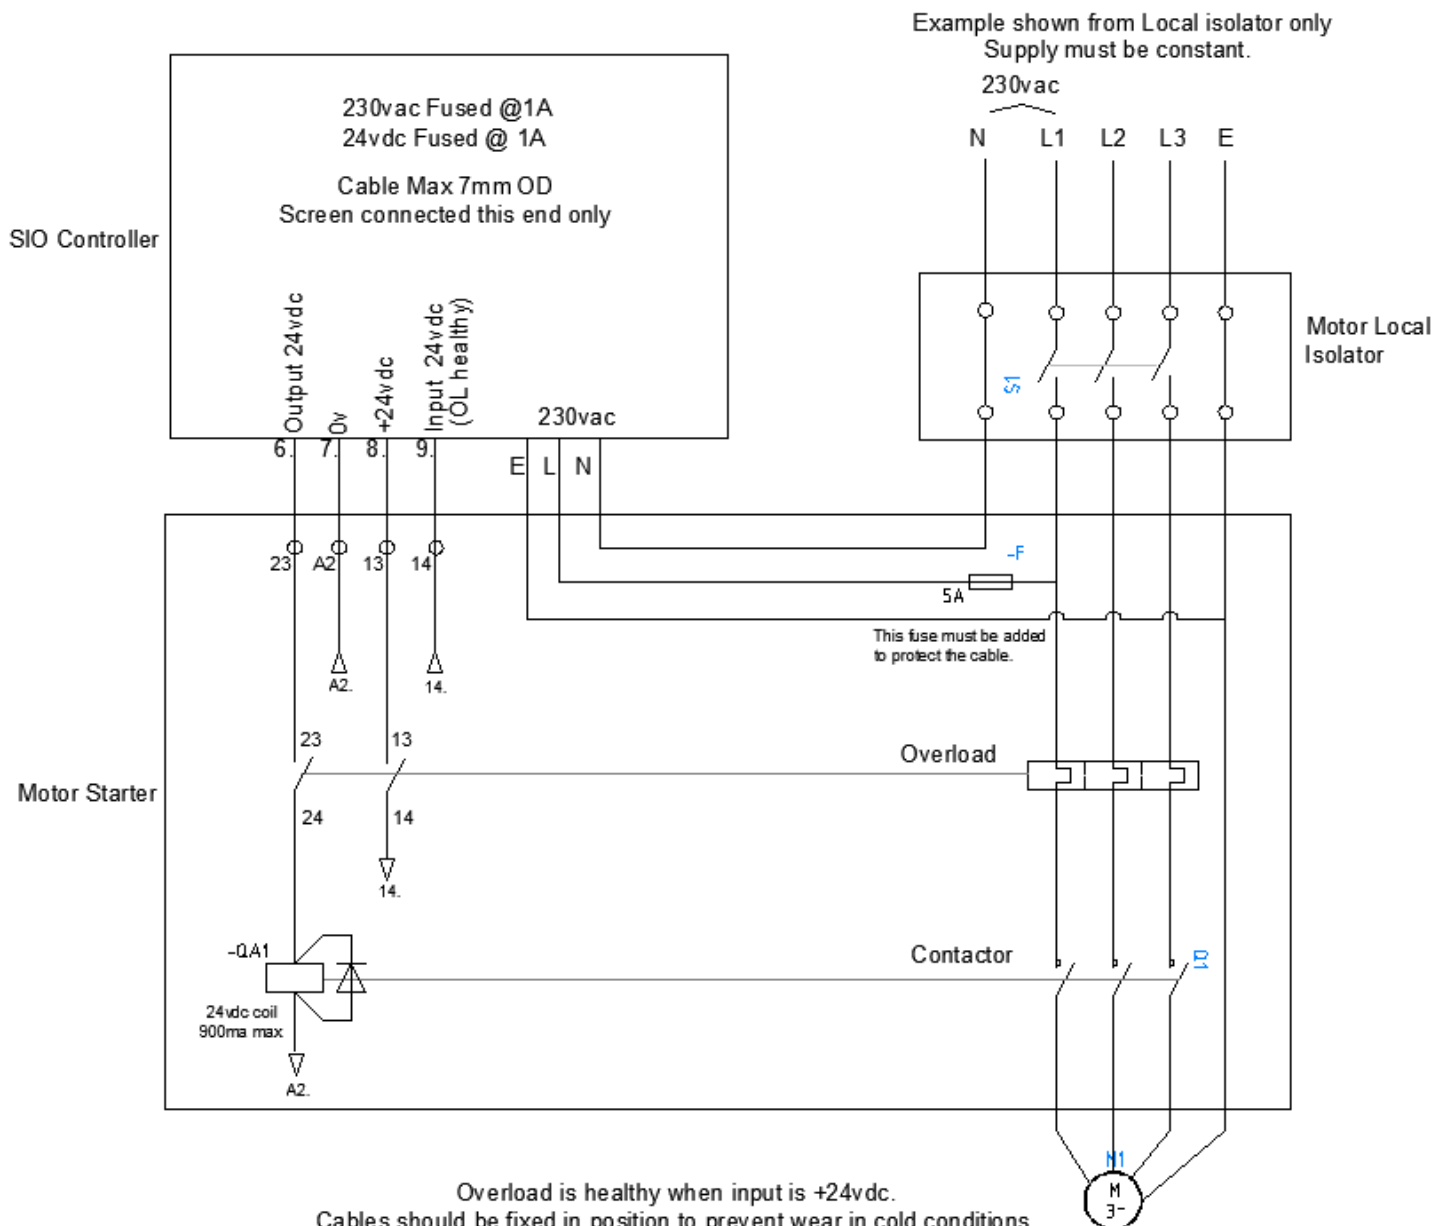 Example shown from Local isolator only
Supply must be constant.
230vac
N L1 L2 L3 E
230vac Fused @1A
24vdc Fused @ 1A
Cable Max 7mm OD
Screen connected this end only
SIO Controller
Output 24vdc
0v
+24vdc
Input 24vdc
(OL healthy)
230vac
6. 7. 8. 9.
E L N
S1
Motor Local
Isolator
23 A2 13 14
-F
5A
This fuse must be added
to protect the cable.
A2.
14.
23 13
Overload
Motor Starter
24 14
14.
-QA1
Contactor
Q1
24vdc coil
900ma max
A2.
M1
M
3~
Overload is healthy when input is +24vdc.
Cables should be fixed in position to prevent wear in cold conditions